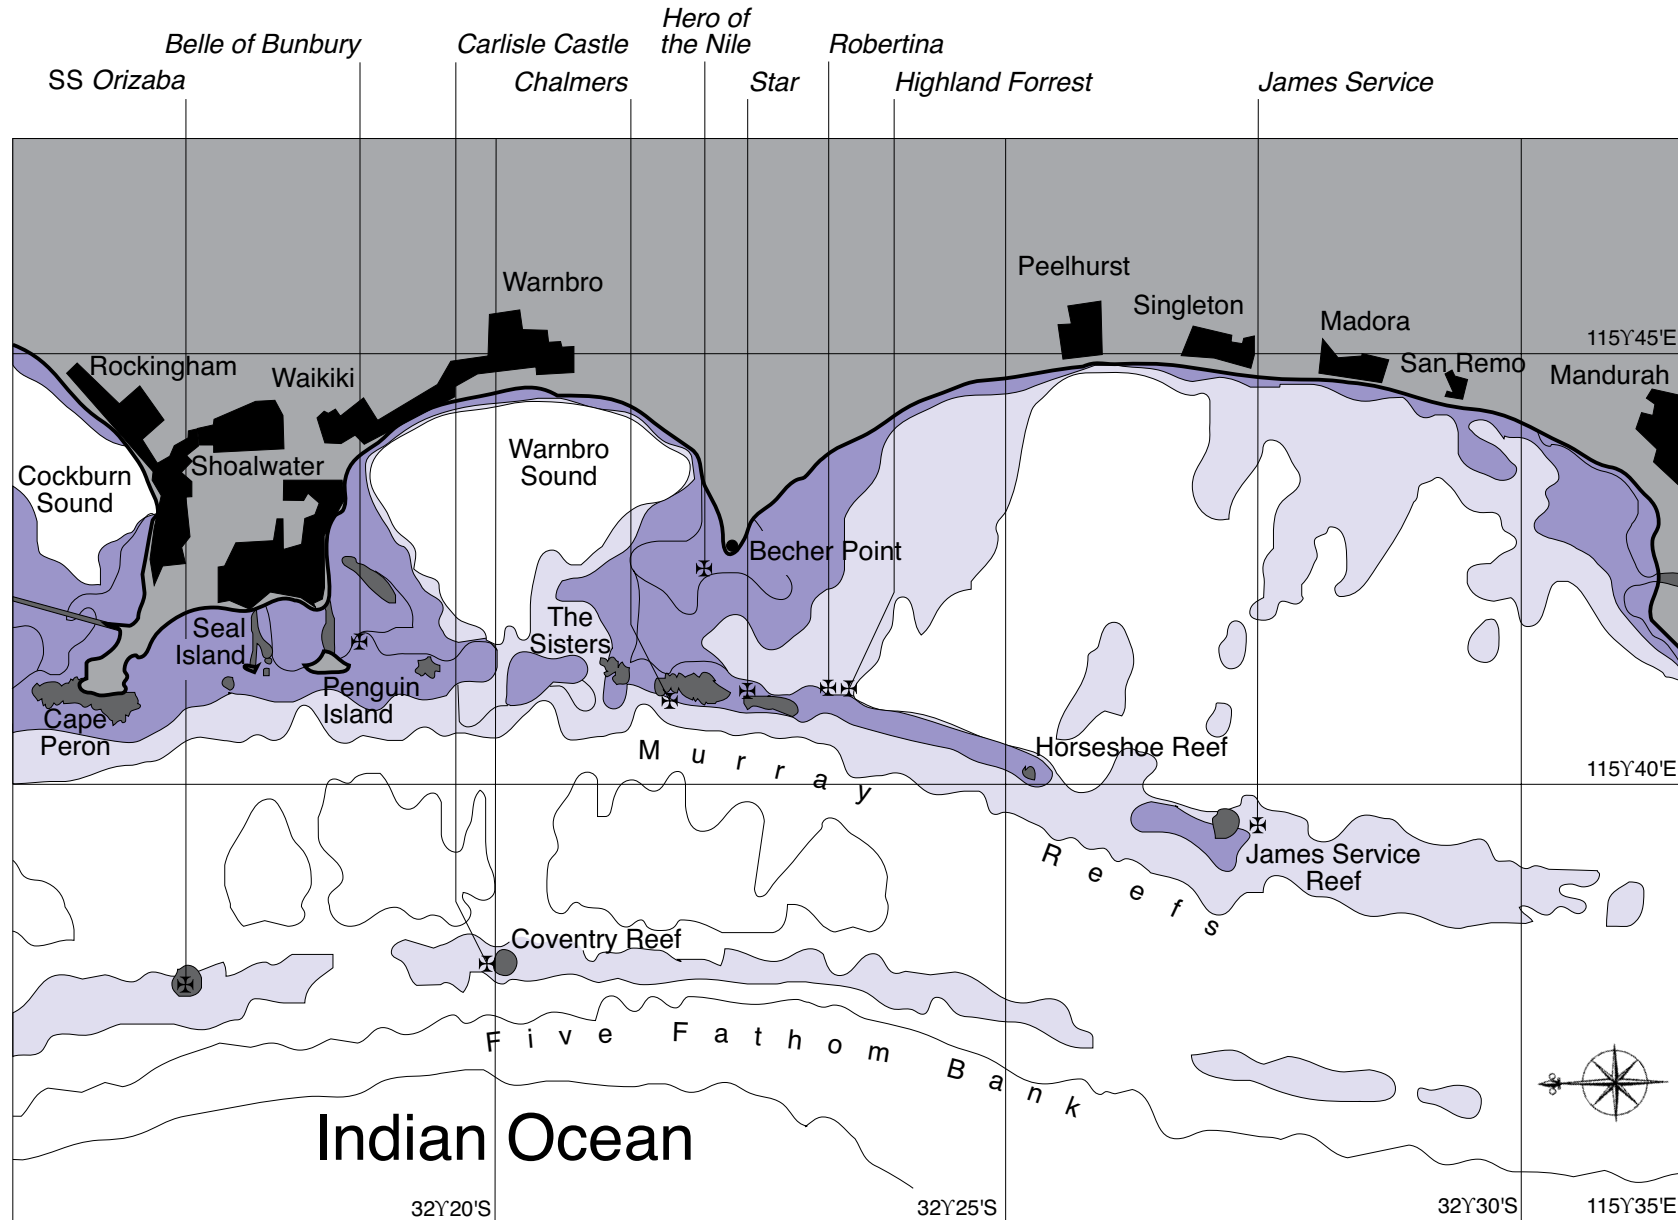 Hero of
the Nile
Belle of Bunbury
Carlisle Castle
Robertina
SS Orizaba
Chalmers
Star
Highland Forrest
James Service
Peelhurst
Warnbro
Singleton
Madora
115ϒ45'E
Rockingham
Waikiki
San Remo
Mandurah
Warnbro
Sound
Shoalwater
Cockburn
Sound
Becher Point
The
Sisters
Seal
Island
Penguin
Island
Cape
Peron
Murray
Reefs
Horseshoe Reef
115ϒ40'E
James Service
Reef
Coventry Reef
Five Fathom Bank
Indian Ocean
32ϒ20'S
32ϒ25'S
32ϒ30'S
115ϒ35'E